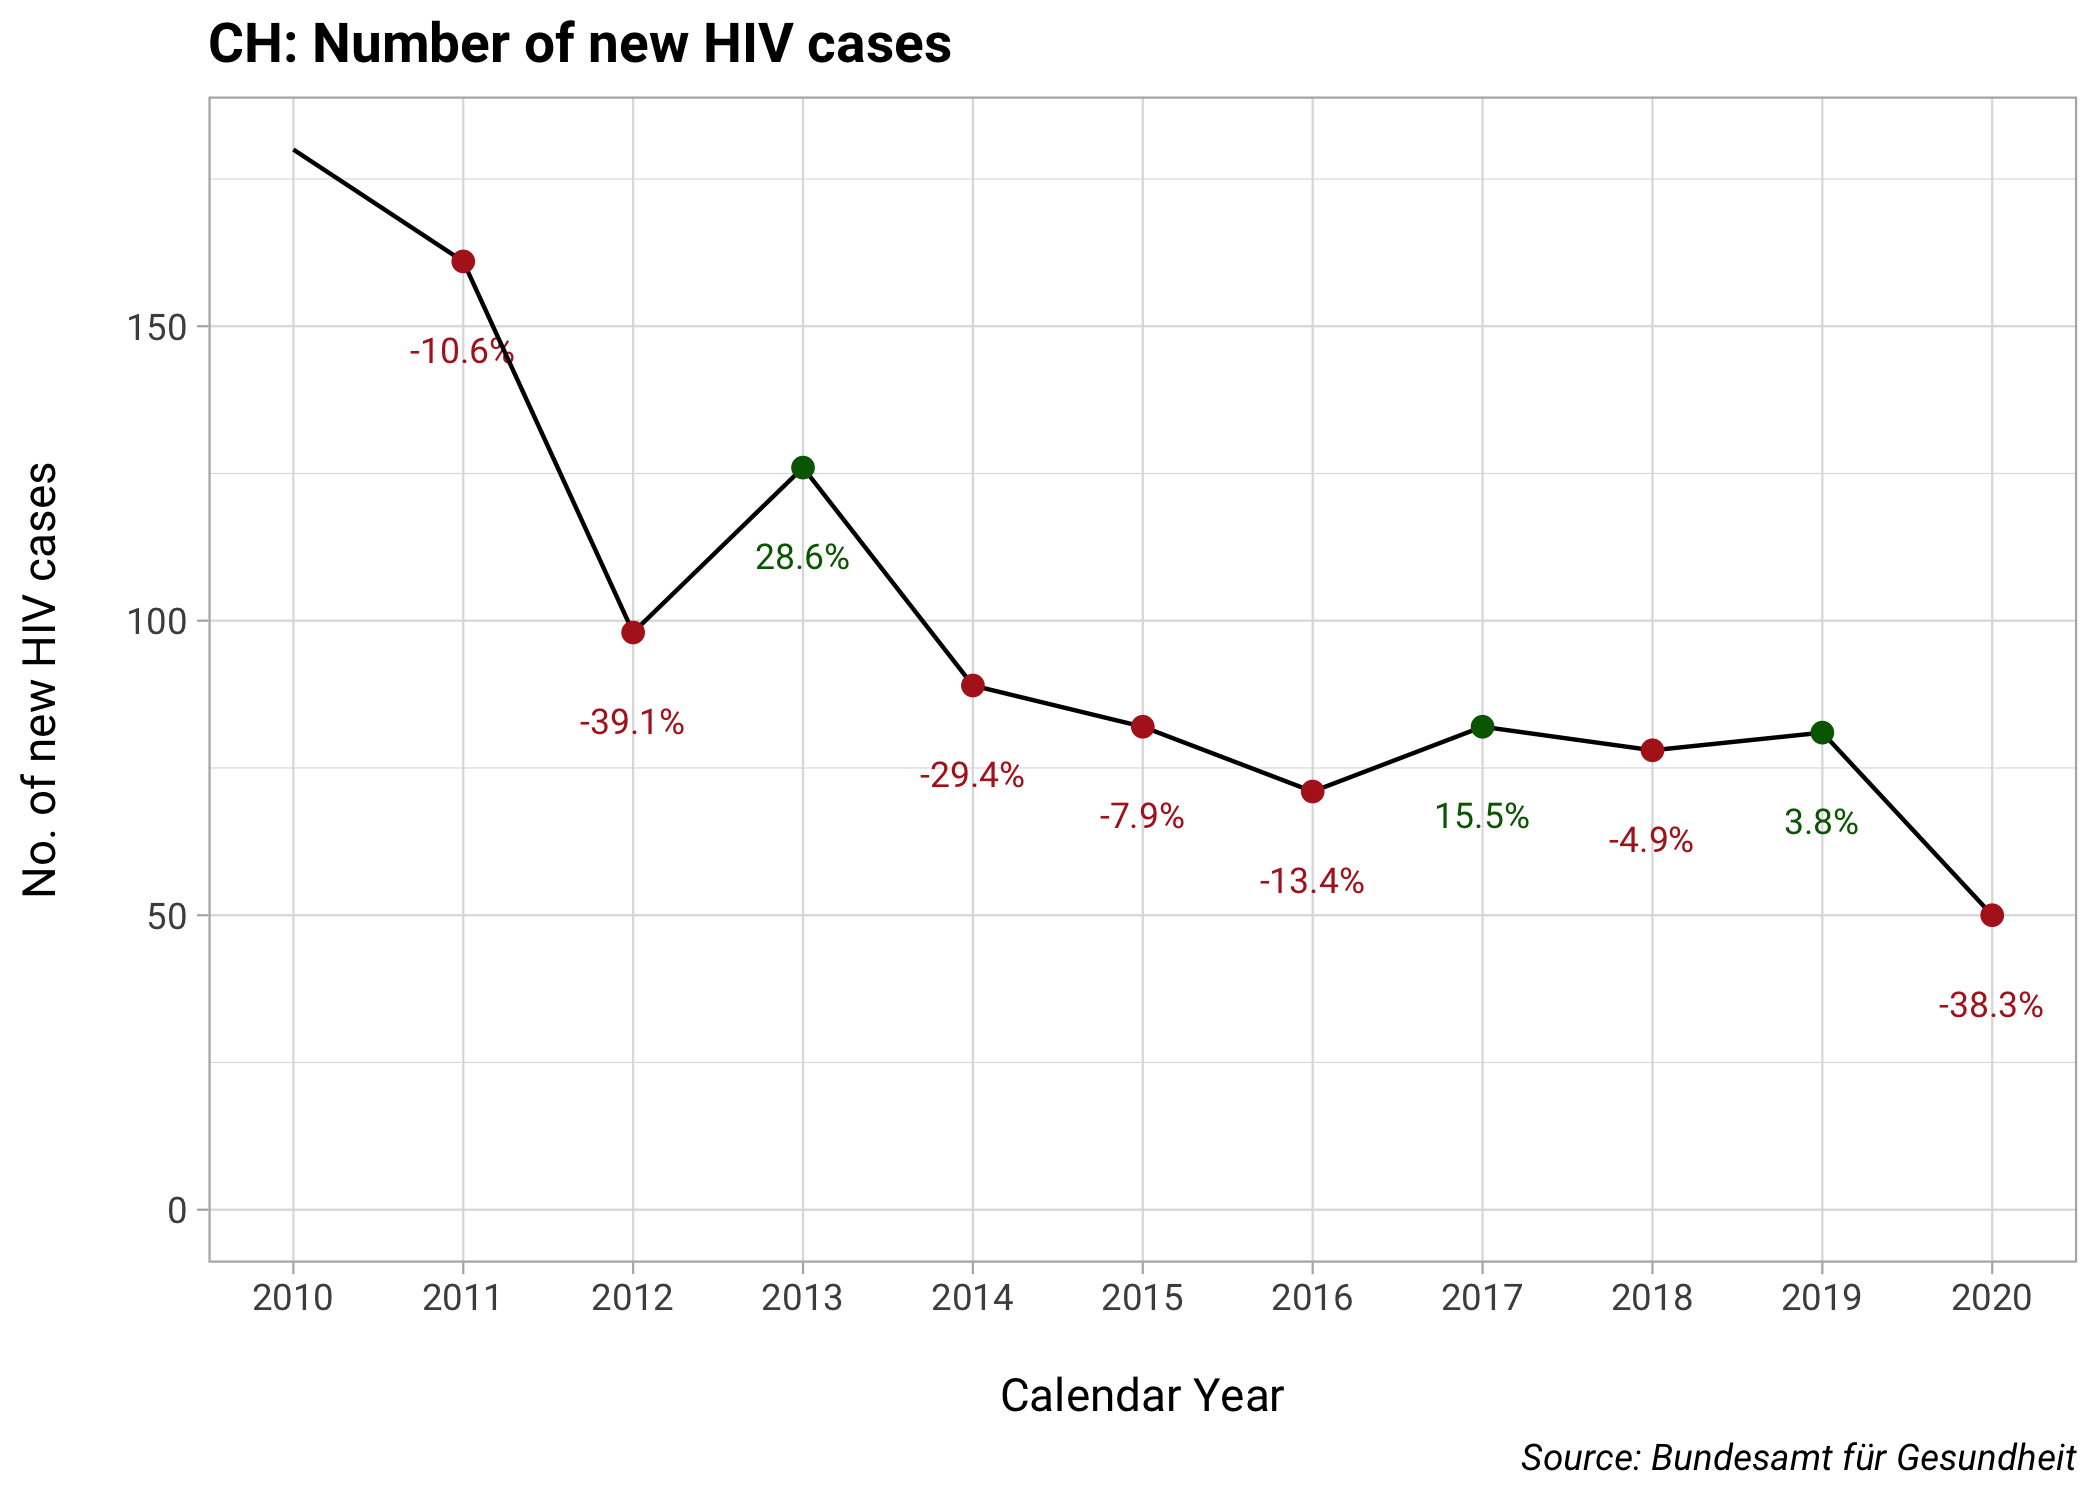 CH: Number of new HIV cases
No. of new HIV cases
150
100
50
0
-10.6%
-39.1%
28.6%
-29.4%
-7.9%
-13.4%
15.5%
-4.9%
3.8%
-38.3%
2010 2011 2012 2013 2014 2015 2016 2017 2018 2019 2020
Calendar Year
Source: Bundesamt für Gesundheit